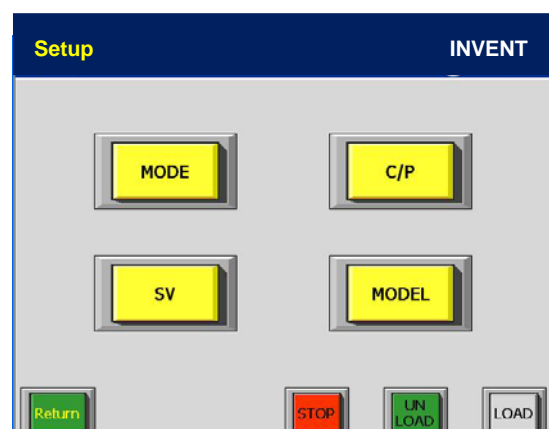 Setup INVENT
MODE C/P
SV MODEL
Return STOP UN LOAD LOAD